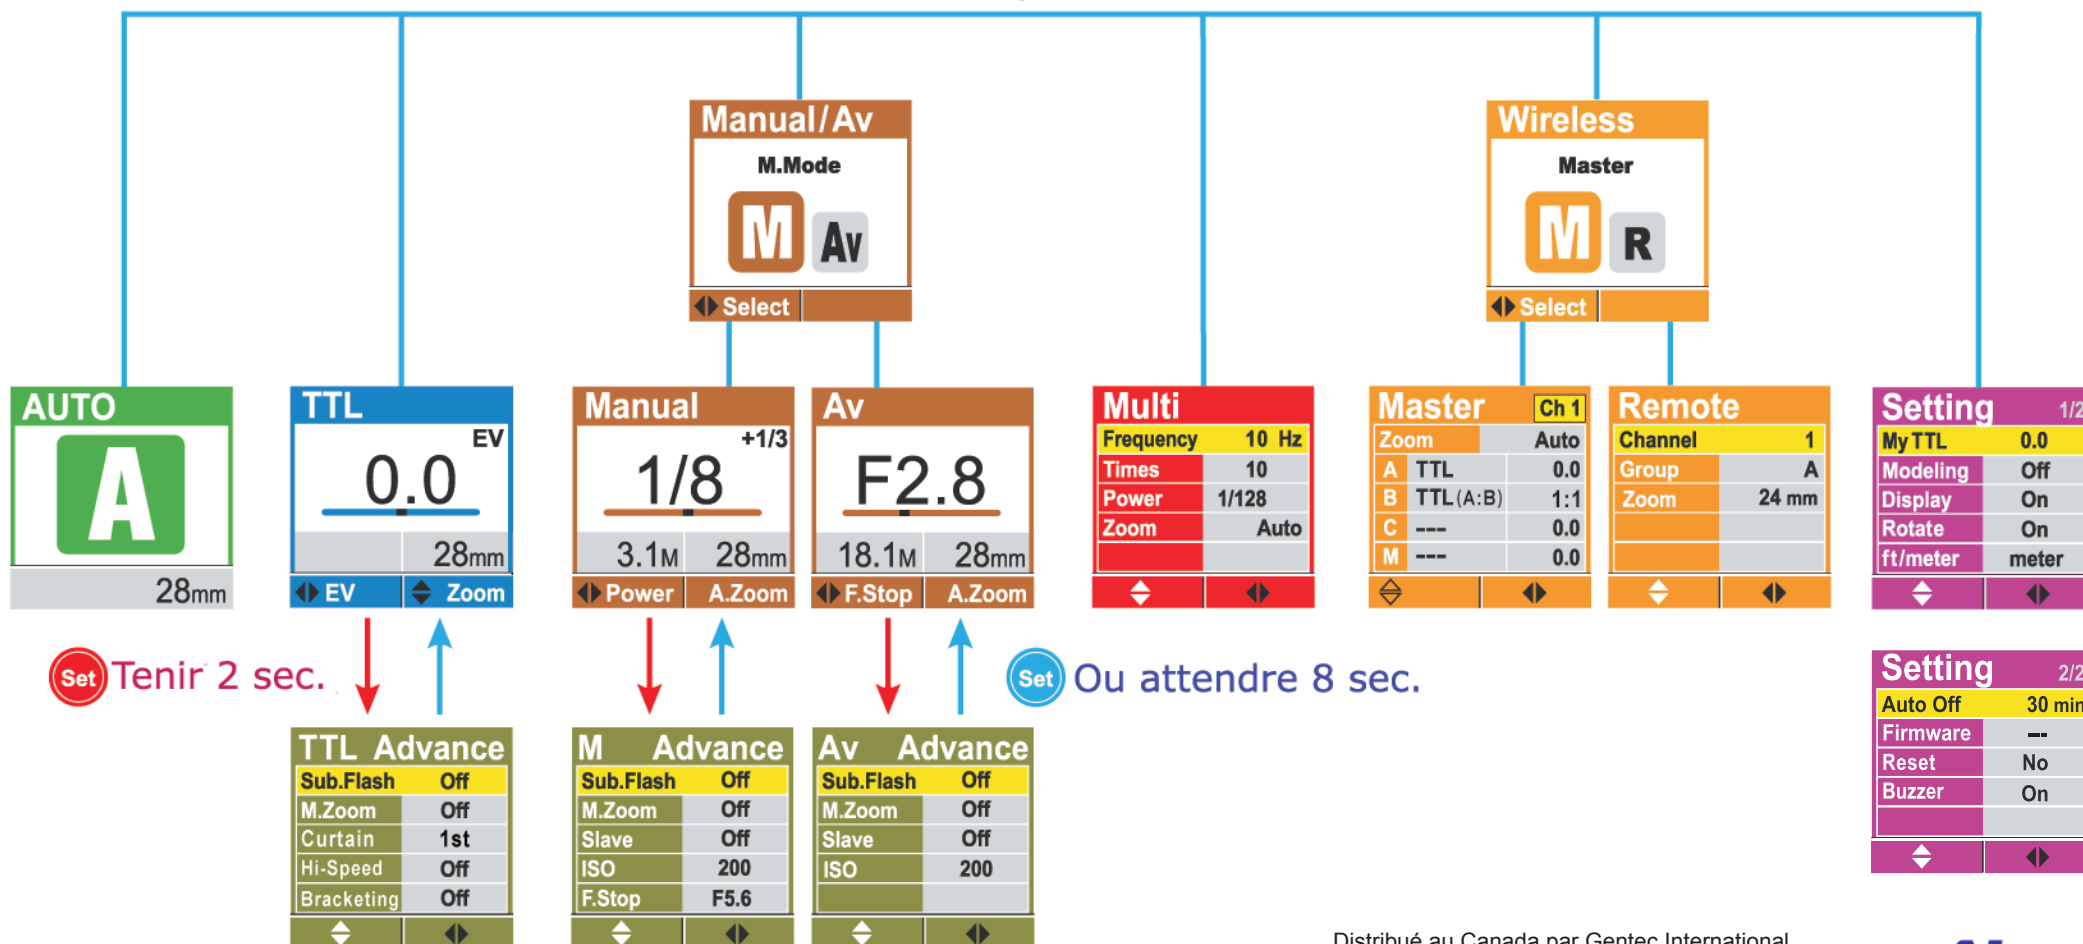 Manual/Av
M.Mode
M Av
Select
Wireless
Master
M R
Select
AUTO
A
28mm
TTL
EV
0.0
28mm
EV Zoom
Manual
+1/3
1/8
3.1M 28mm
Power A.Zoom
Av
F2.8
18.1M 28mm
F.Stop A.Zoom
Multi
Frequency 10 Hz
Times 10
Power 1/128
Zoom Auto
Master Ch 1
Zoom Auto
A TTL 0.0
B TTL(A:B) 1:1
C --- 0.0
M --- 0.0
Remote
Channel 1
Group A
Zoom 24 mm
Setting 1/2
My TTL 0.0
Modeling Off
Display On
Rotate On
ft/meter meter
Set Tenir 2 sec.
Set Ou attendre 8 sec.
Setting 2/2
Auto Off 30 min
Firmware ---
Reset No
Buzzer On
TTL Advance
Sub.Flash Off
M.Zoom Off
Curtain 1st
Hi-Speed Off
Bracketing Off
M Advance
Sub.Flash Off
M.Zoom Off
Slave Off
ISO 200
F.Stop F5.6
Av Advance
Sub.Flash Off
M.Zoom Off
Slave Off
ISO 200
Distribué au Canada par Gentec International